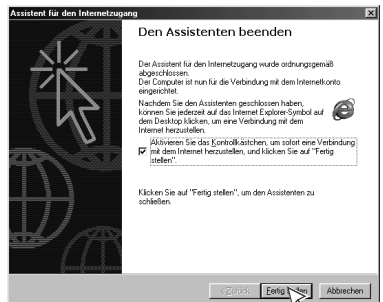 Assistent für den Internetzugang
Den Assistenten beenden
Der Assistent für den Internetzugang wurde ordnungsgemäß
abgeschlossen.
Der Computer ist nun für die Verbindung mit dem Internetkonto
eingerichtet.
Nachdem Sie den Assistenten geschlossen haben,
können Sie jederzeit auf das Internet Explorer-Symbol auf
dem Desktop klicken, um eine Verbindung mit dem
Internet herzustellen.
Aktivieren Sie das Kontrollkästchen, um sofort eine Verbindung
mit dem Internet herzustellen, und klicken Sie auf "Fertig
stellen".
Klicken Sie auf "Fertig stellen", um den Assistenten zu
schließen.
< Zurück Fertig stellen Abbrechen